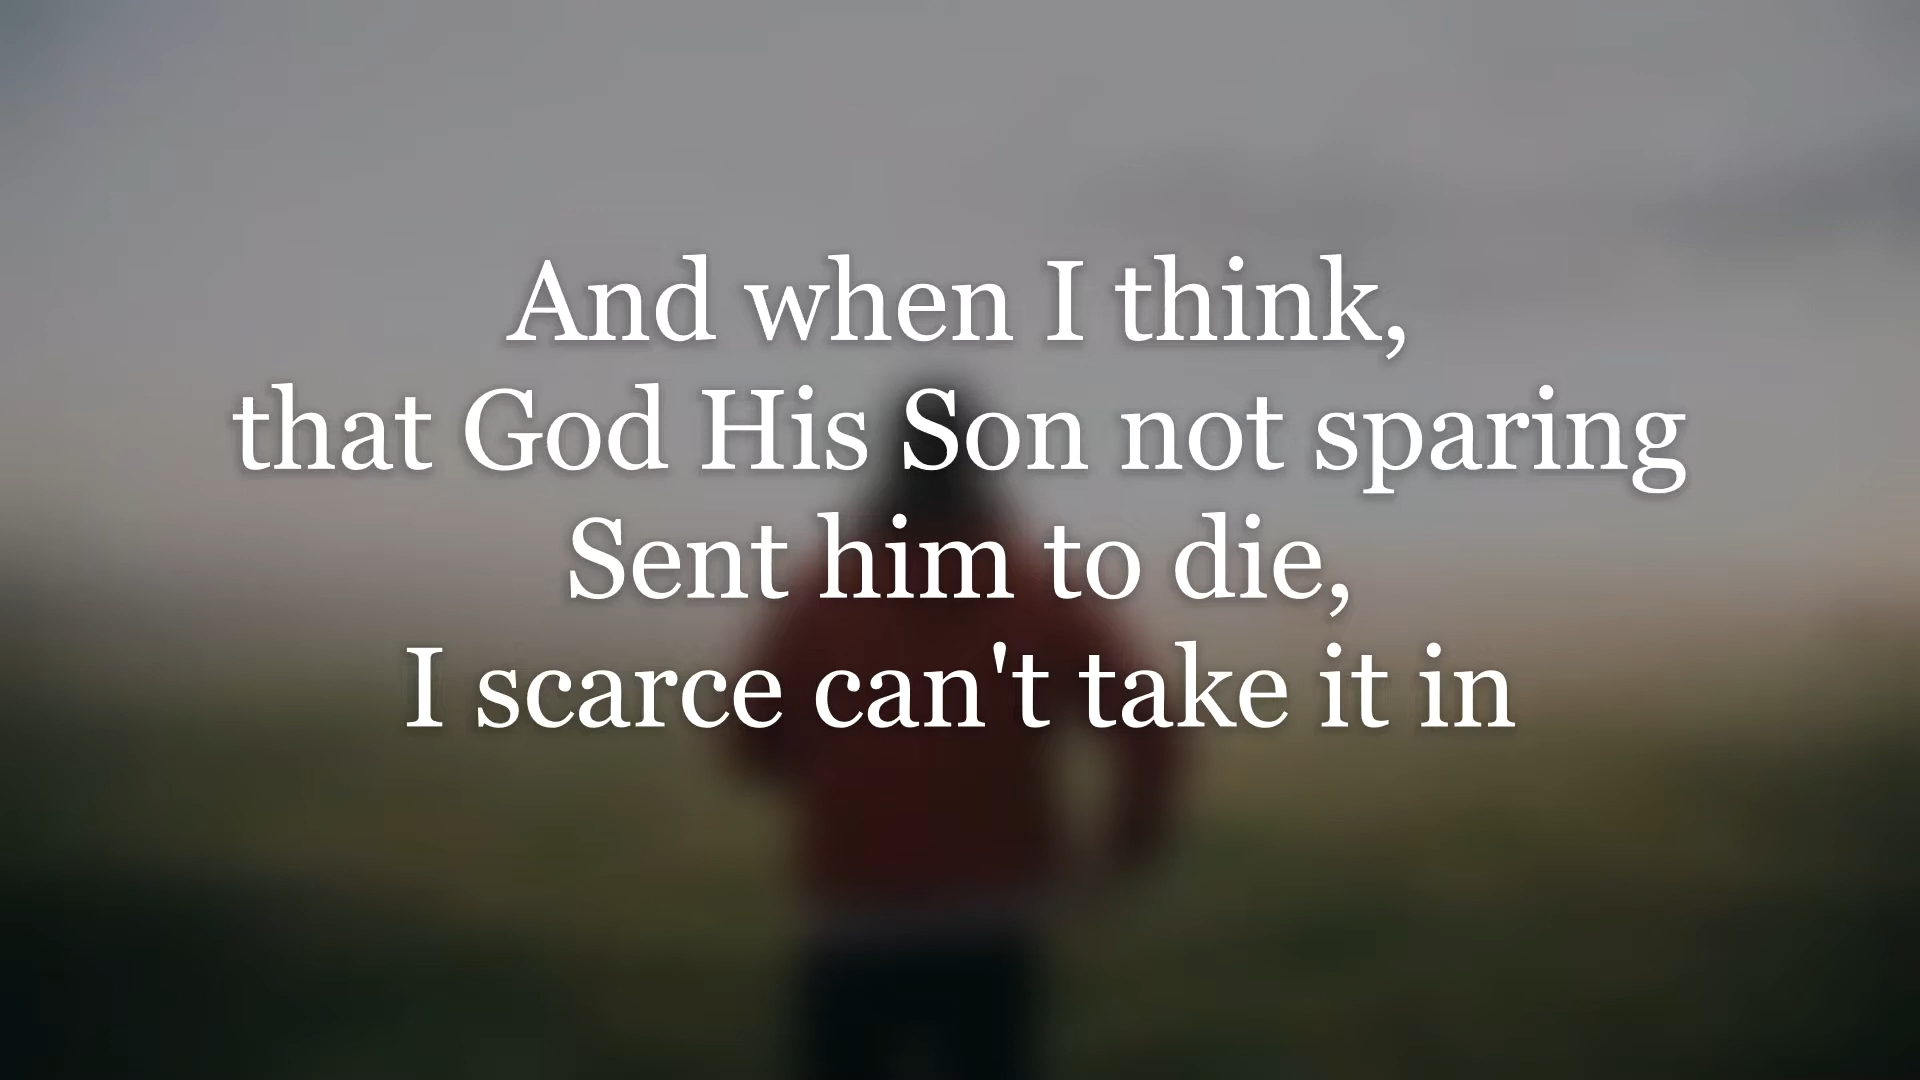 And when I think,
that God His Son not sparing
Sent him to die,
I scarce can't take it in